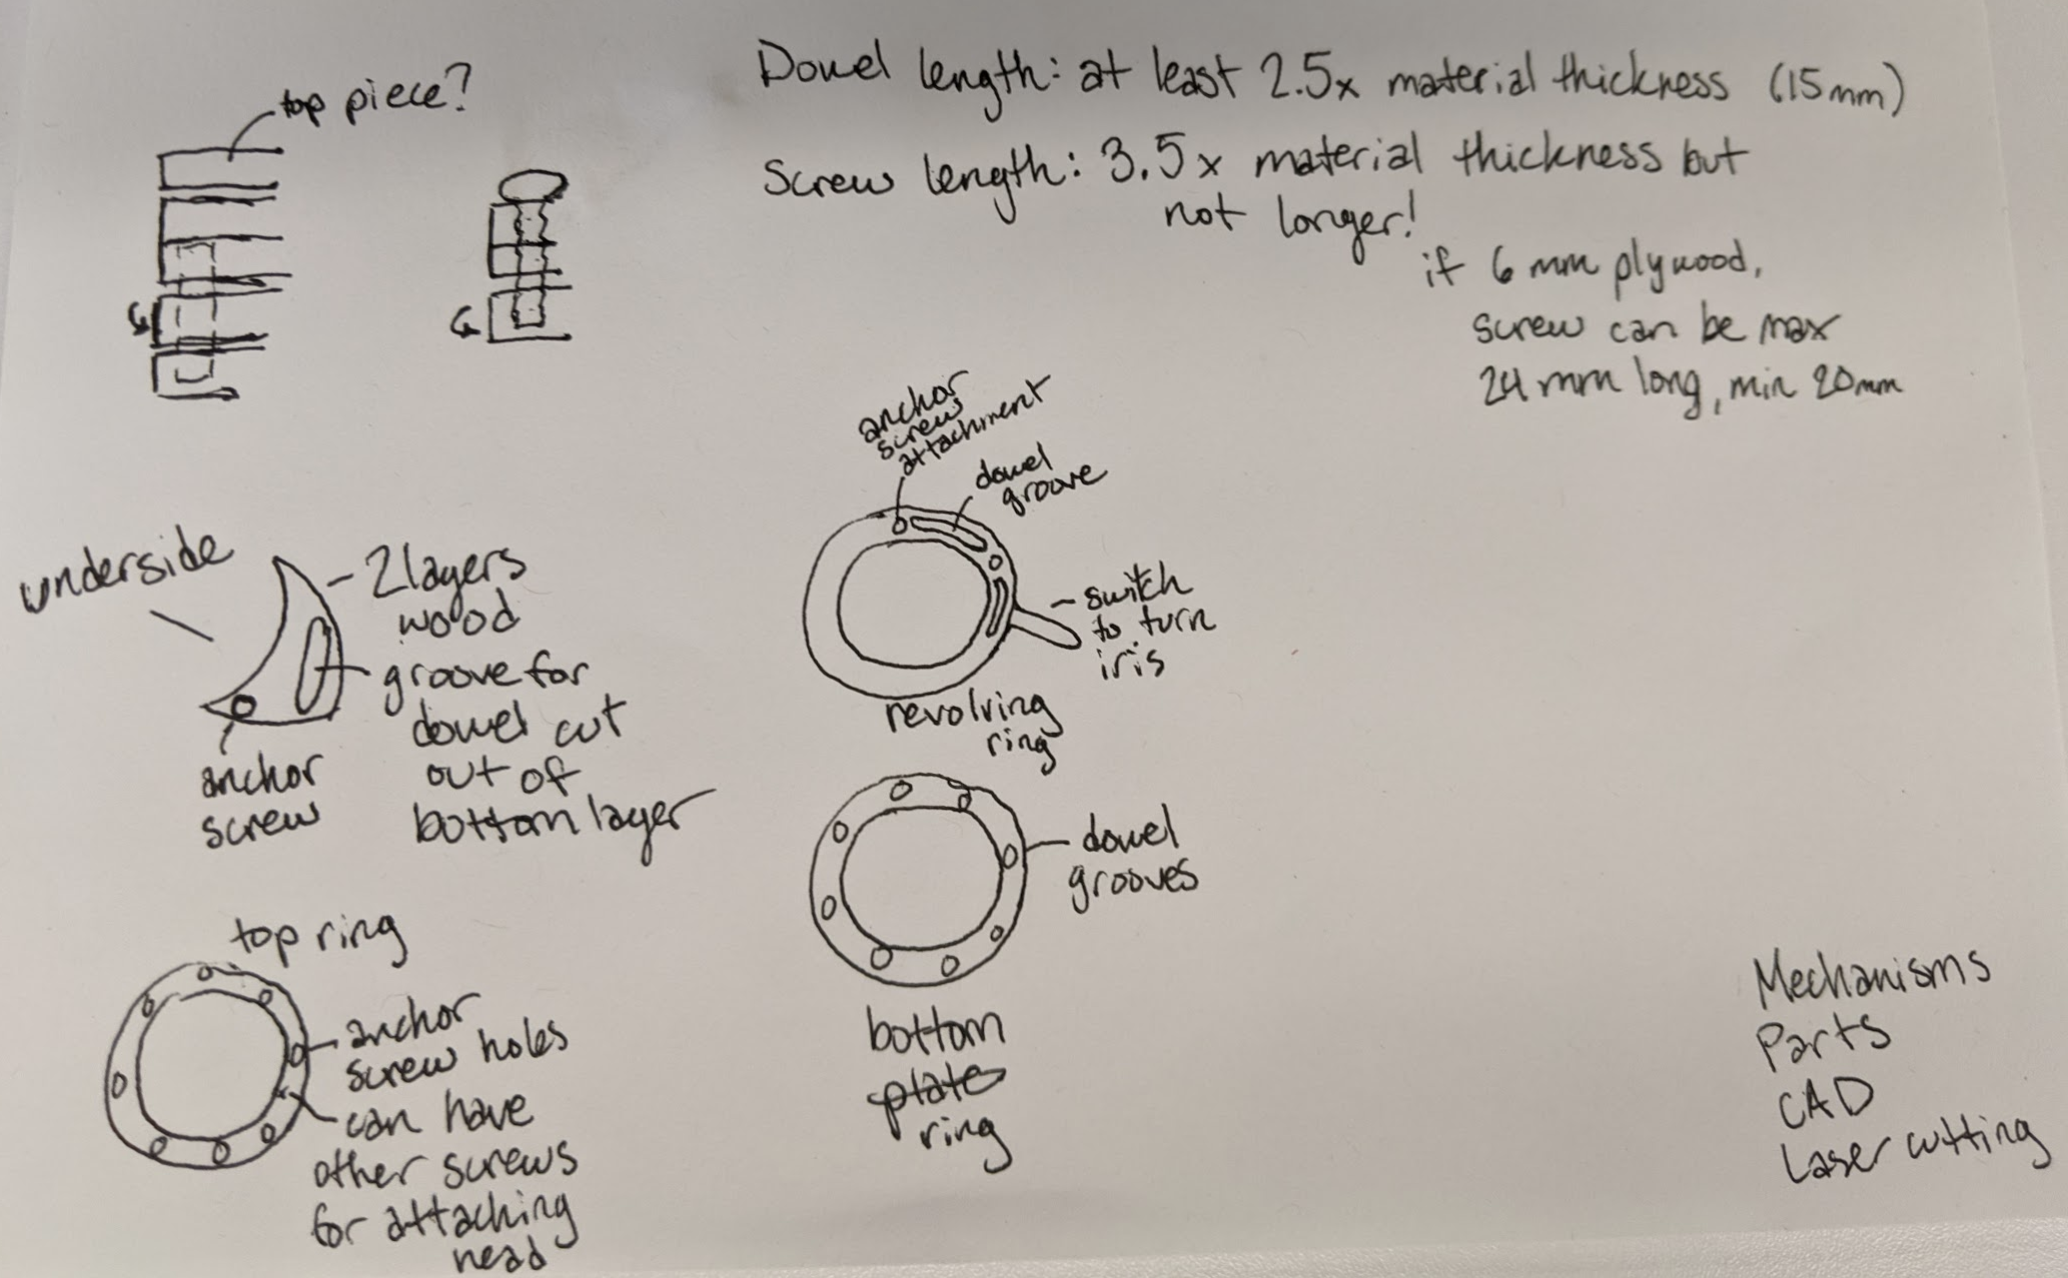 top piece?
Dowel length: at least 2.5x material thickness (15mm)
Screw length: 3.5x material thickness but
not longer!
if 6 mm plywood,
screw can be max
24 mm long, min 20mm
G
G
anchor
screw
attachment
dowel
groove
switch
to turn
iris
revolving
ring
underside
2 layers
wood
groove for
dowel cut
out of
bottom layer
anchor
screw
dowel
grooves
bottom
plate
ring
top ring
anchor
screw holes
can have
other screws
for attaching
head
Mechanisms
Parts
CAD
Laser cutting